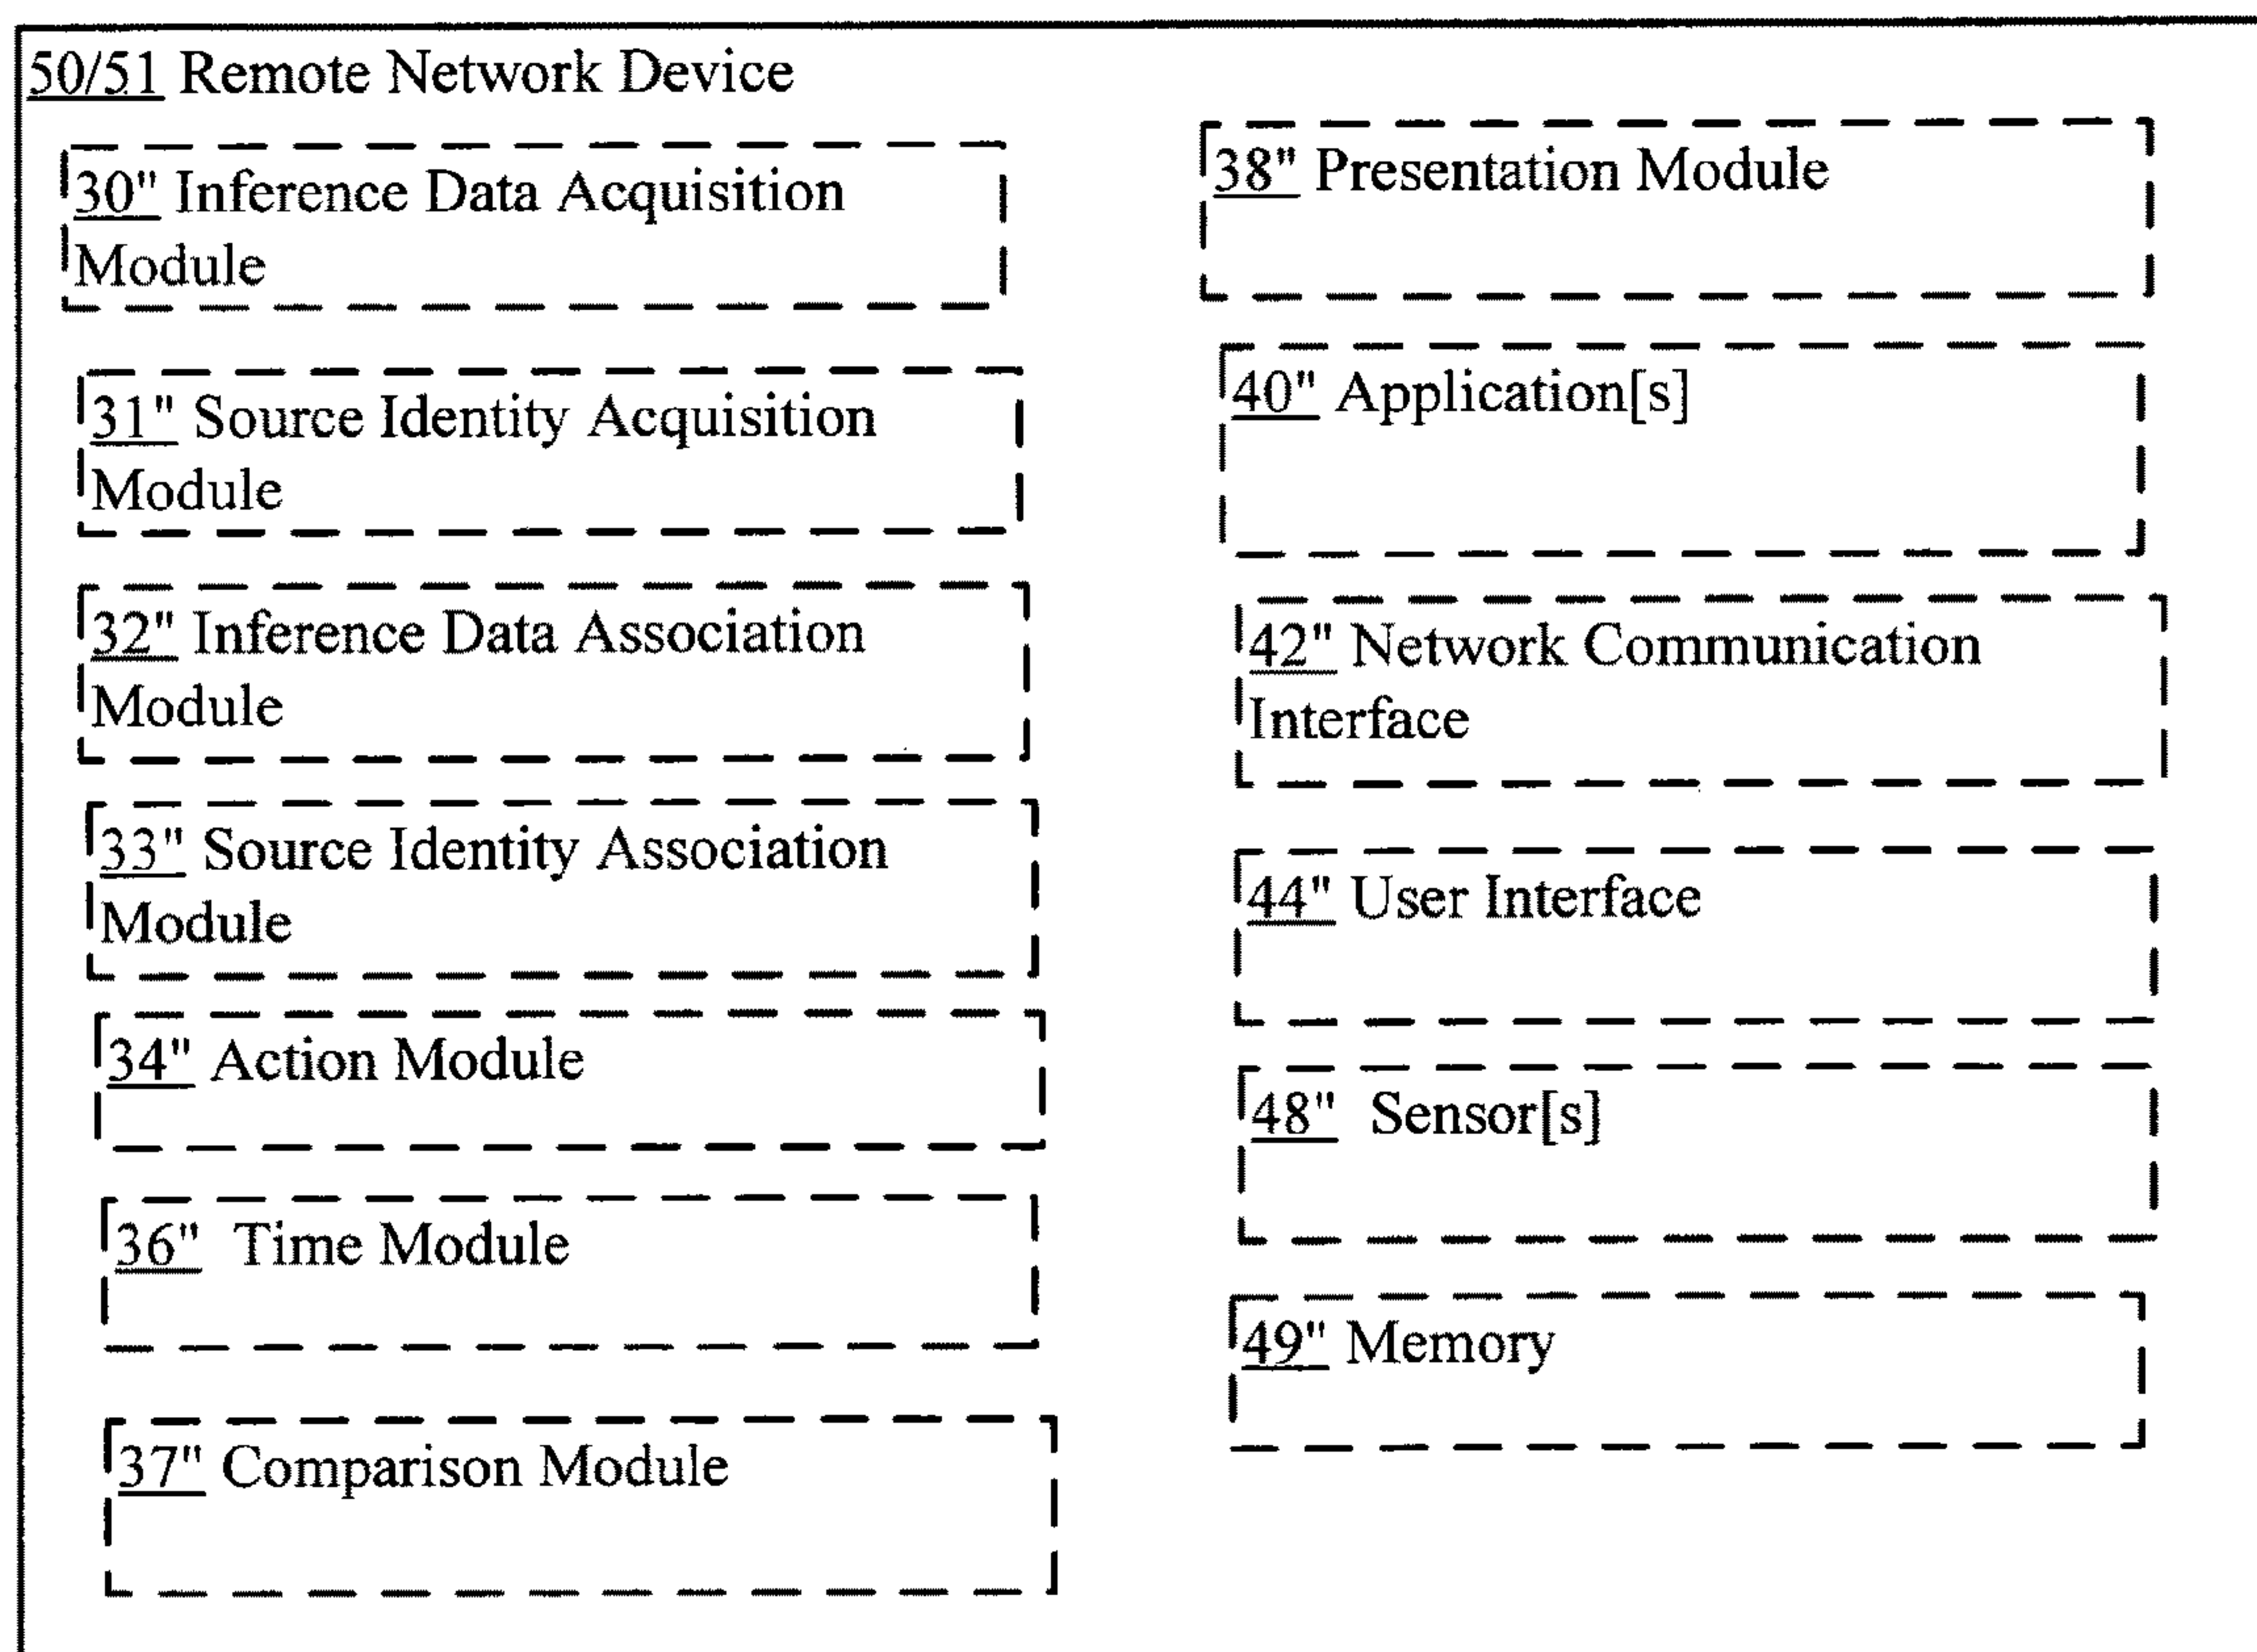 50/51 Remote Network Device
30" Inference Data Acquisition
Module
31" Source Identity Acquisition
Module
32" Inference Data Association
Module
33" Source Identity Association
Module
34" Action Module
36" Time Module
37" Comparison Module
38" Presentation Module
40" Application[s]
42" Network Communication
Interface
44" User Interface
48" Sensor[s]
49" Memory